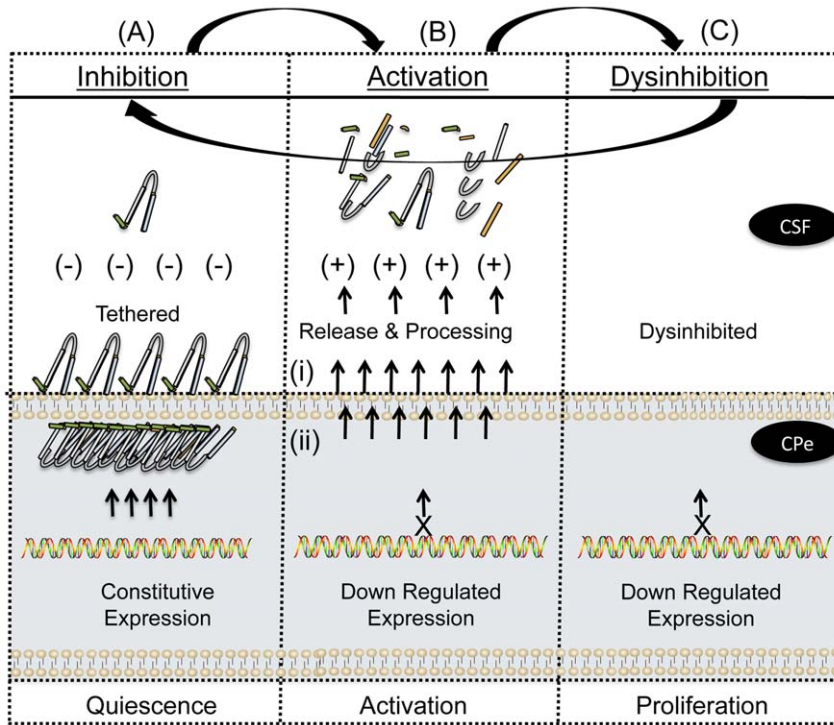 (A)
(B)
(C)
Inhibition
Activation
Dysinhibition
CSF
(-) (-) (-) (-)
(+) (+) (+) (+)
Tethered
Release & Processing
Dysinhibited
(i)
(ii)
CPe
X
X
Constitutive
Expression
Down Regulated
Expression
Down Regulated
Expression
Quiescence
Activation
Proliferation